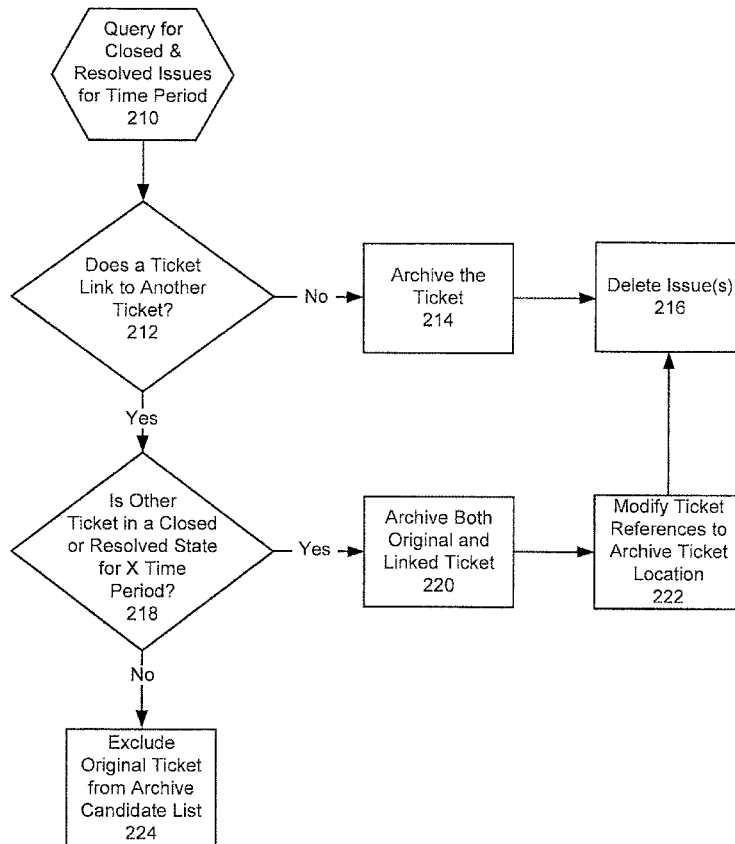 Query for
Closed &
Resolved Issues
for Time Period
210
Does a Ticket
Link to Another
Ticket?
212
No
Archive the
Ticket
214
Delete Issue(s)
216
Yes
Is Other
Ticket in a Closed
or Resolved State
for X Time
Period?
218
Yes
Archive Both
Original and
Linked Ticket
220
Modify Ticket
References to
Archive Ticket
Location
222
No
Exclude
Original Ticket
from Archive
Candidate List
224